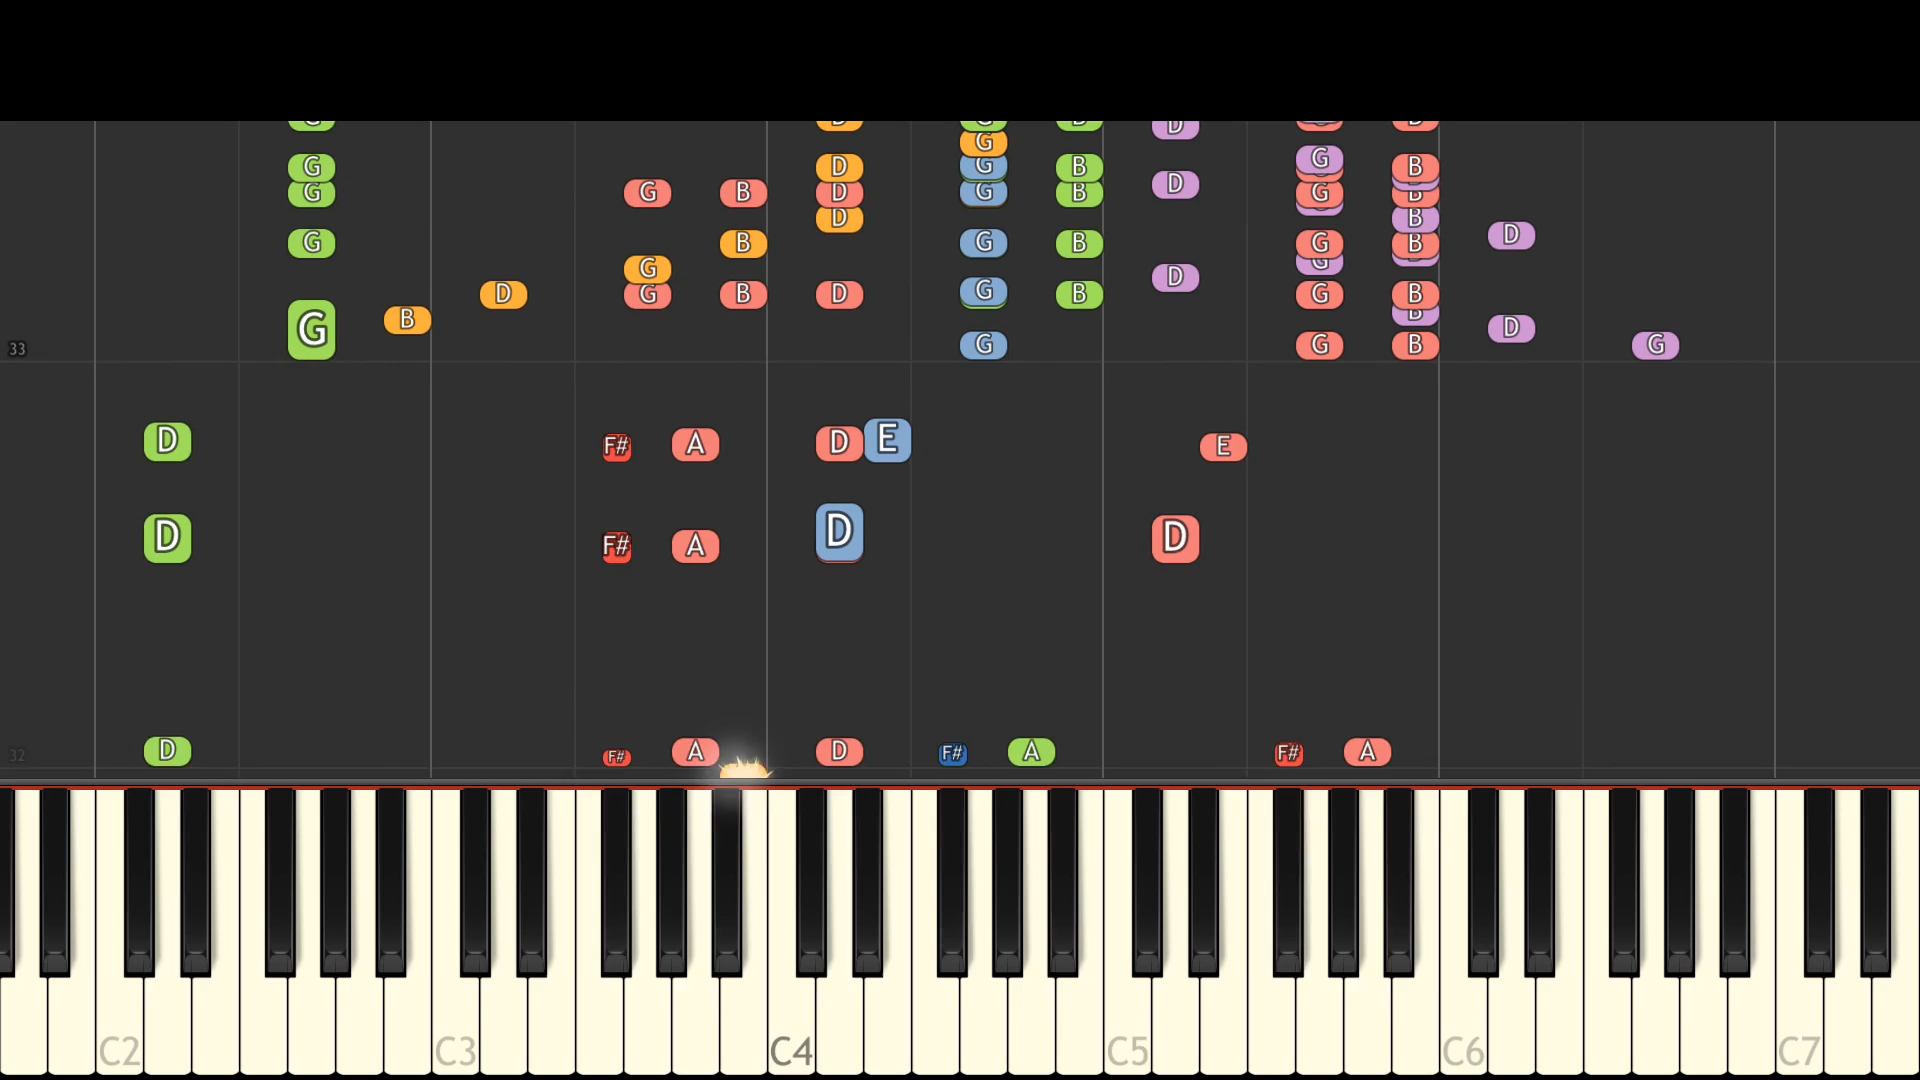 G D G B D G D G B
G G B D G B D G B
G G B D G B D G B
D B D
G B G B G B D
G G
D G B D G B D G B
G B G B D
33 G G B G
D F# A D E E
D F# A D D
32 D F# A D F# A F# A
C2 C3 C4 C5 C6 C7